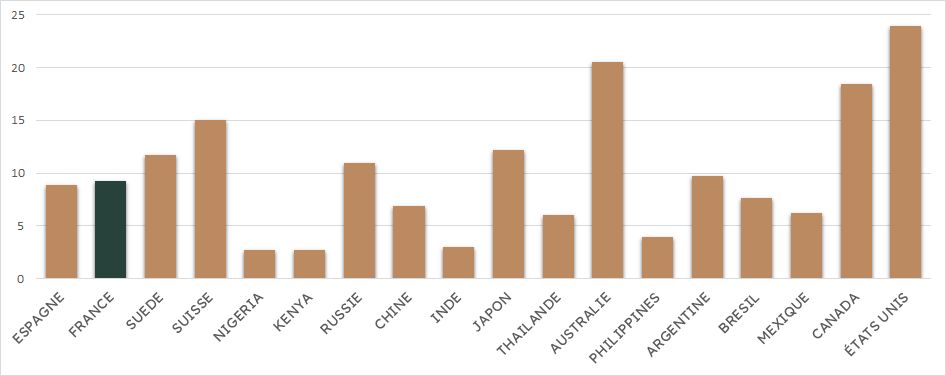 25
20
15
10
5
0
ESPAGNE
FRANCE
SUEDE
SUISSE
NIGERIA
KENYA
RUSSIE
CHINE
INDE
JAPON
THAILANDE
AUSTRALIE
PHILIPPINES
ARGENTINE
BRESIL
MEXIQUE
CANADA
ÉTATS UNIS